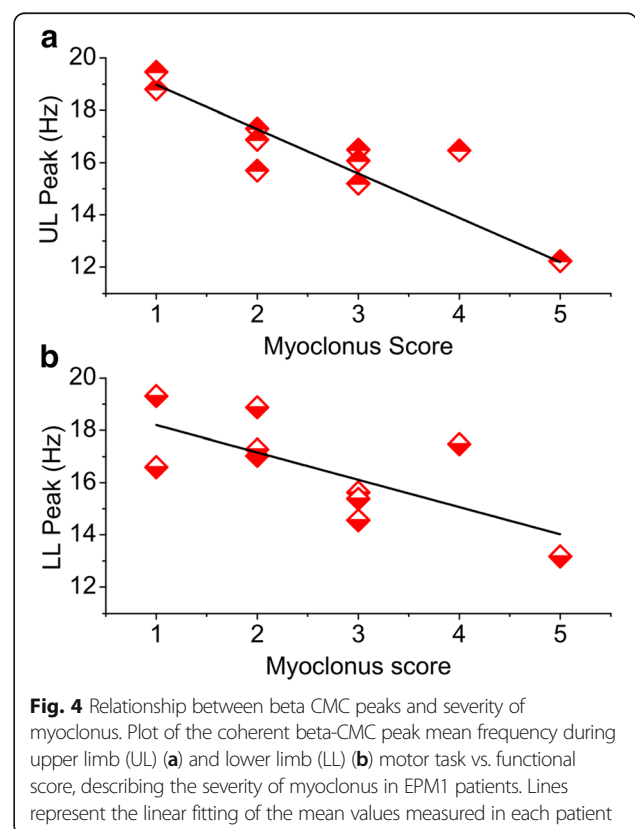 a
20
18
16
14
12
UL Peak (Hz)
1 2 3 4 5
Myoclonus Score
b
20
18
16
14
12
LL Peak (Hz)
1 2 3 4 5
Myoclonus score
Fig. 4 Relationship between beta CMC peaks and severity of
myoclonus. Plot of the coherent beta-CMC peak mean frequency during
upper limb (UL) (a) and lower limb (LL) (b) motor task vs. functional
score, describing the severity of myoclonus in EPM1 patients. Lines
represent the linear fitting of the mean values measured in each patient